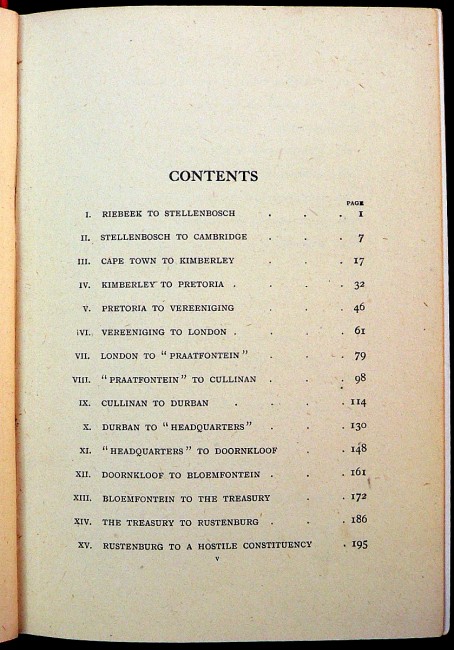 CONTENTS
PAGE
I. RIEBEEK TO STELLENBOSCH . . . 1
II. STELLENBOSCH TO CAMBRIDGE . . . 7
III. CAPE TOWN TO KIMBERLEY . . . 17
IV. KIMBERLEY TO PRETORIA . . . . 32
V. PRETORIA TO VEREENIGING . . . 46
VI. VEREENIGING TO LONDON . . . . 61
VII. LONDON TO "PRAATFONTEIN" . . . 79
VIII. "PRAATFONTEIN" TO CULLINAN . . . 98
IX. CULLINAN TO DURBAN . . . . 114
X. DURBAN TO "HEADQUARTERS" . . . 130
XI. "HEADQUARTERS" TO DOORNKLOOF . . 148
XII. DOORNKLOOF TO BLOEMFONTEIN . . . 161
XIII. BLOEMFONTEIN TO THE TREASURY . . 172
XIV. THE TREASURY TO RUSTENBURG . . . 186
XV. RUSTENBURG TO A HOSTILE CONSTITUENCY . 195
v